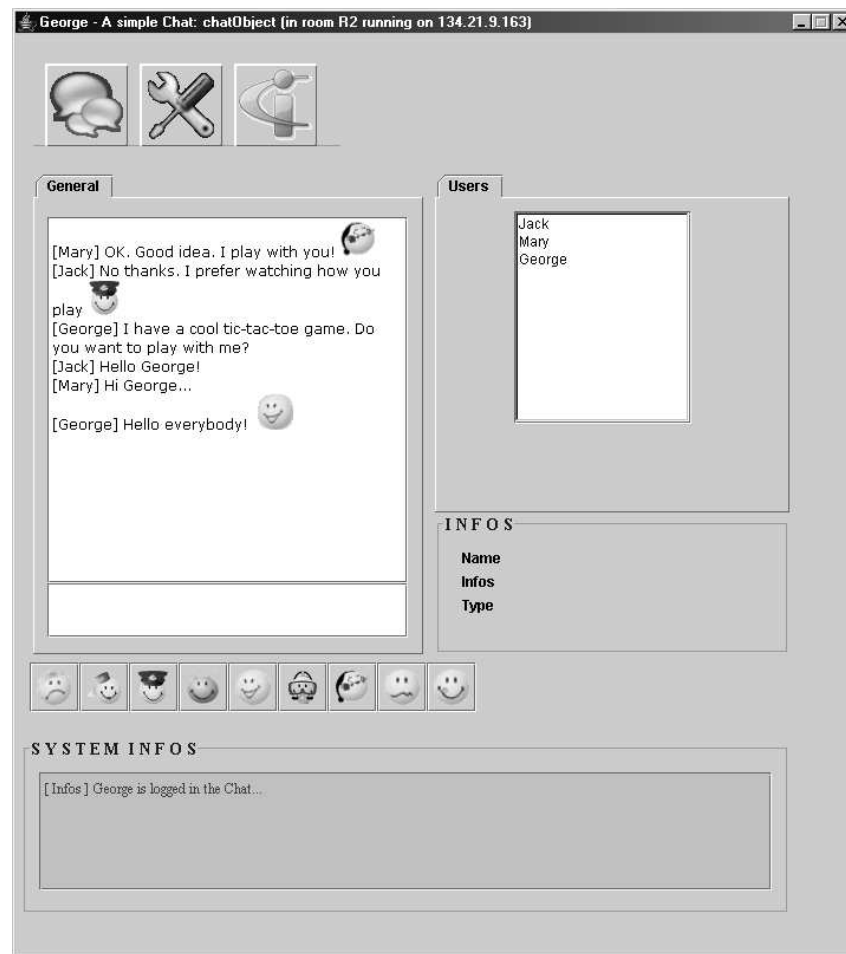 George - A simple Chat: chatObject (in room R2 running on 134.21.9.163)
General
[Mary] OK. Good idea. I play with you!
[Jack] No thanks. I prefer watching how you
play
[George] I have a cool tic-tac-toe game. Do
you want to play with me?
[Jack] Hello George!
[Mary] Hi George...
[George] Hello everybody!
Users
Jack
Mary
George
INFOS
Name
Infos
Type
SYSTEM INFOS
[ Infos ] George is logged in the Chat...